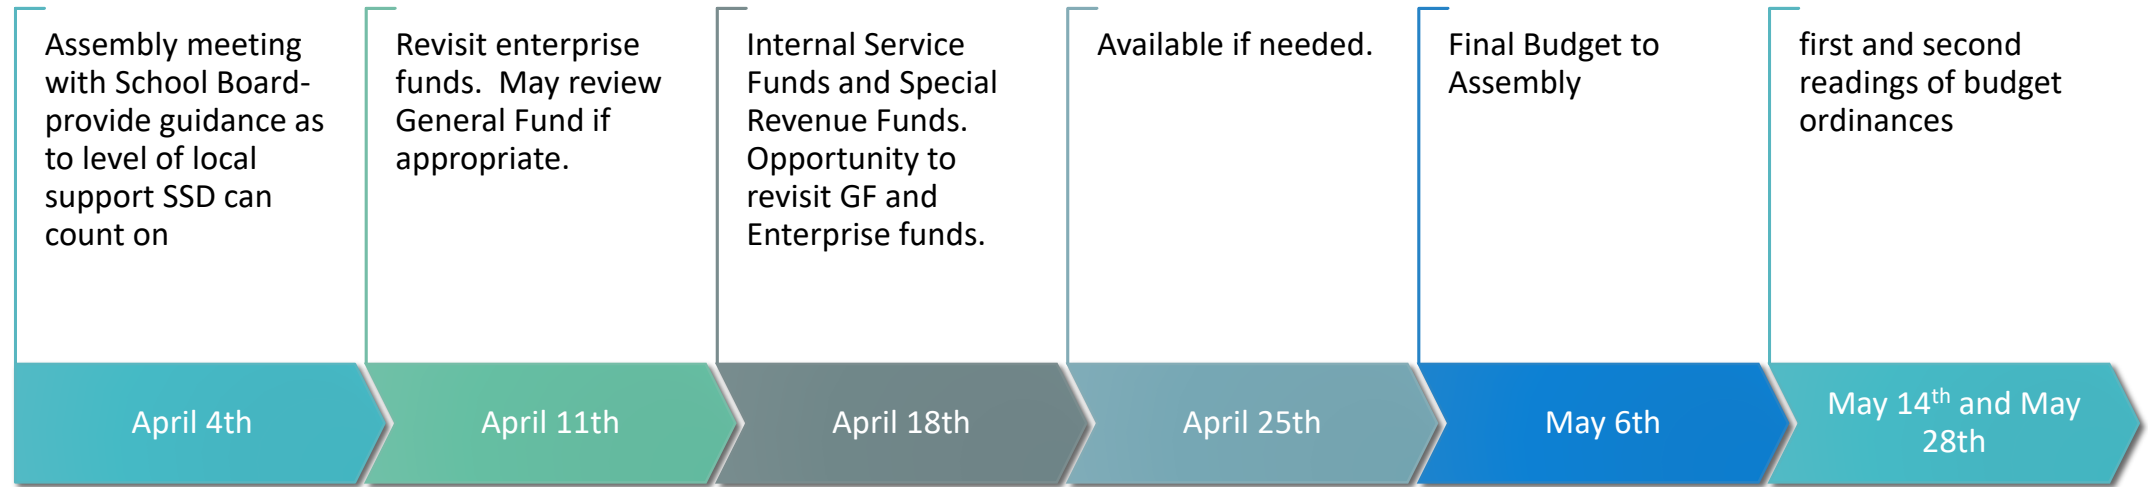 Assembly meeting
with School Board-
provide guidance as
to level of local
support SSD can
count on
Revisit enterprise
funds.  May review
General Fund if
appropriate.
Internal Service
Funds and Special
Revenue Funds.
Opportunity to
revisit GF and
Enterprise funds.
Available if needed.
Final Budget to
Assembly
first and second
readings of budget
ordinances
April 4th
April 11th
April 18th
April 25th
May 6th
May 14th and May
28th